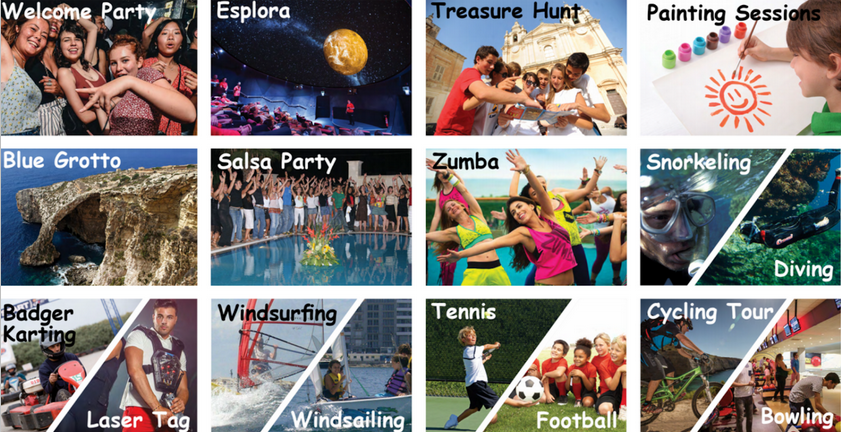 Welcome Party
Esplora
Treasure Hunt
Painting Sessions
Blue Grotto
Salsa Party
Zumba
Snorkeling
Diving
Badger
Karting
Laser Tag
Windsurfing
Windsailing
Tennis
Football
Cycling Tour
Bowling